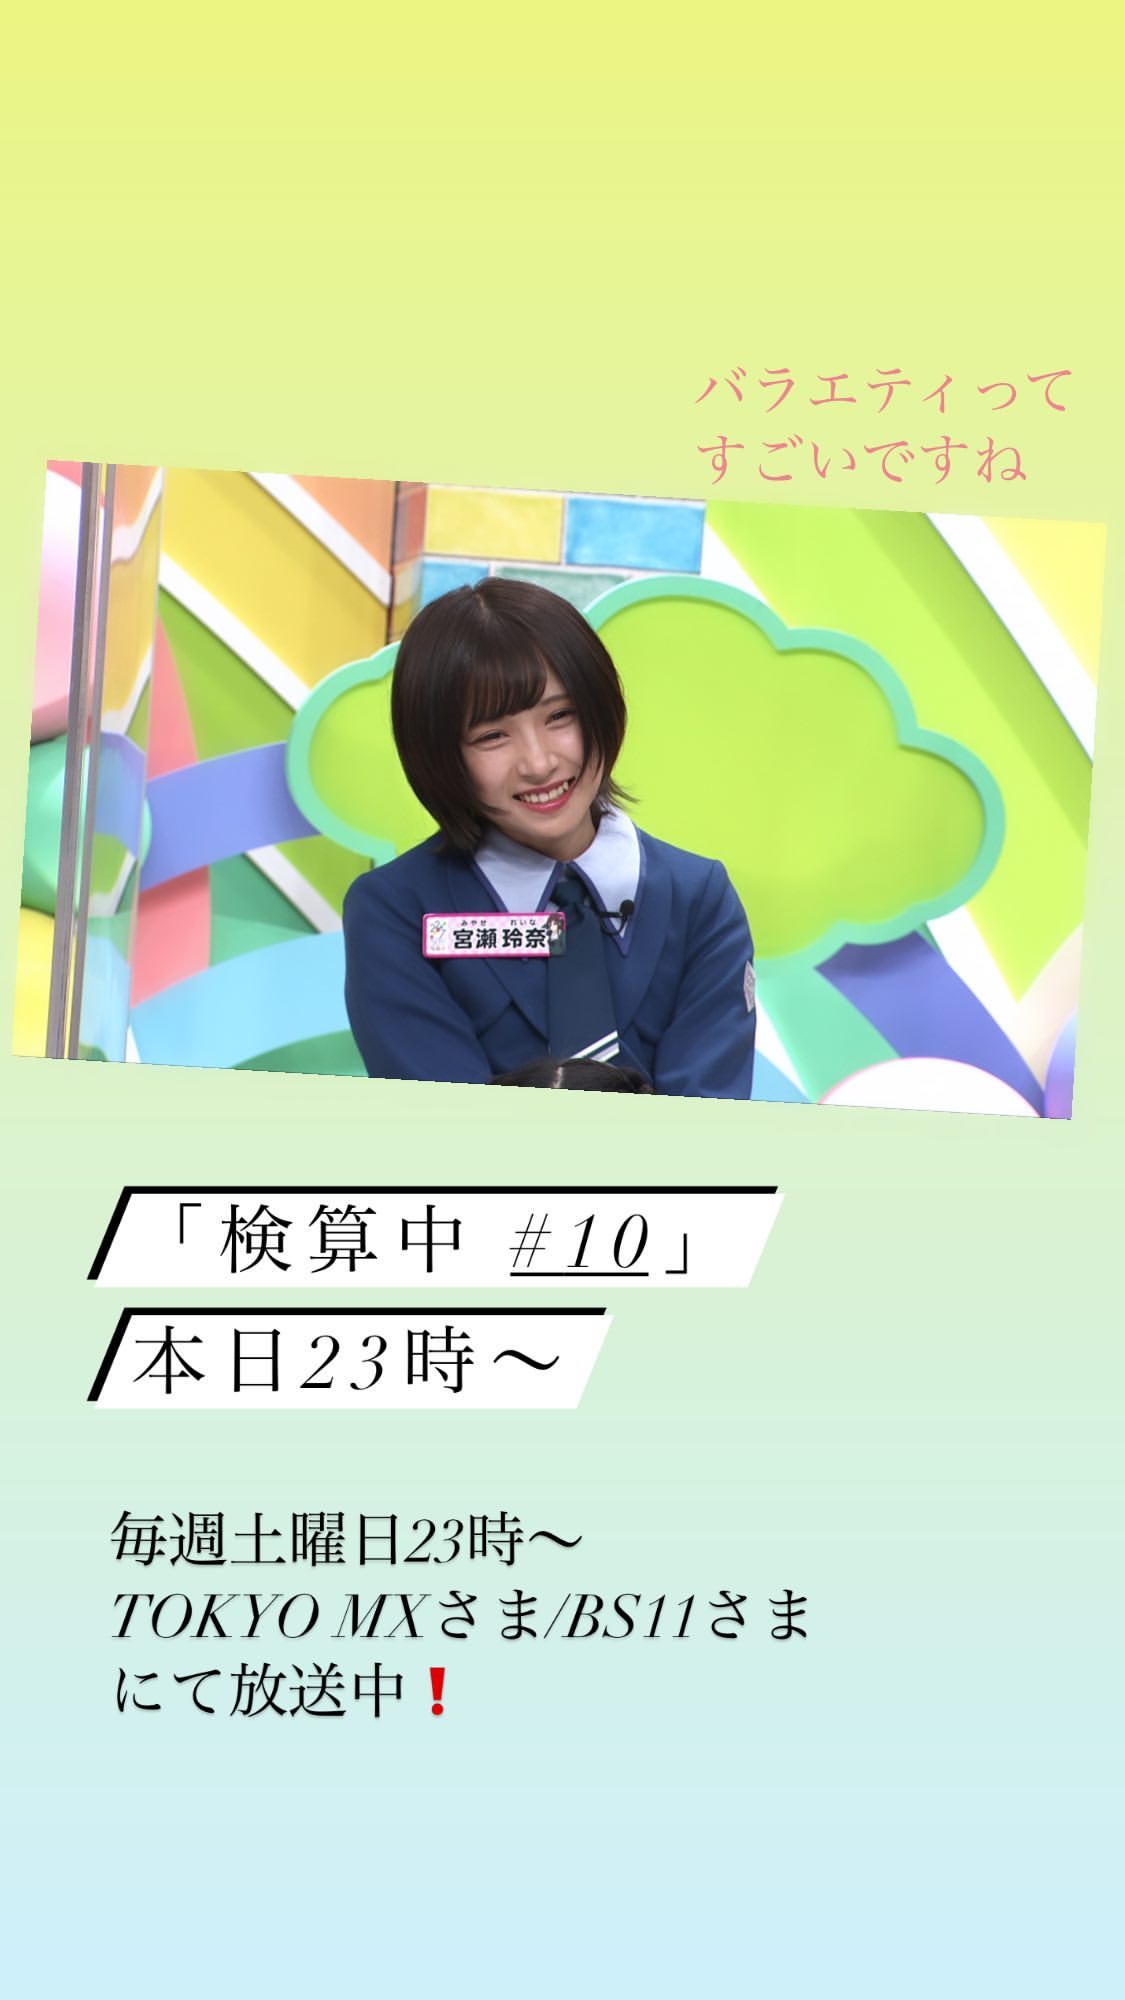 バラエティって
すごいですね
みやせ れいな
宮瀬 玲奈
「検算中 #10」
本日23時〜
毎週土曜日23時〜
TOKYO MXさま/BS11さま
にて放送中❗